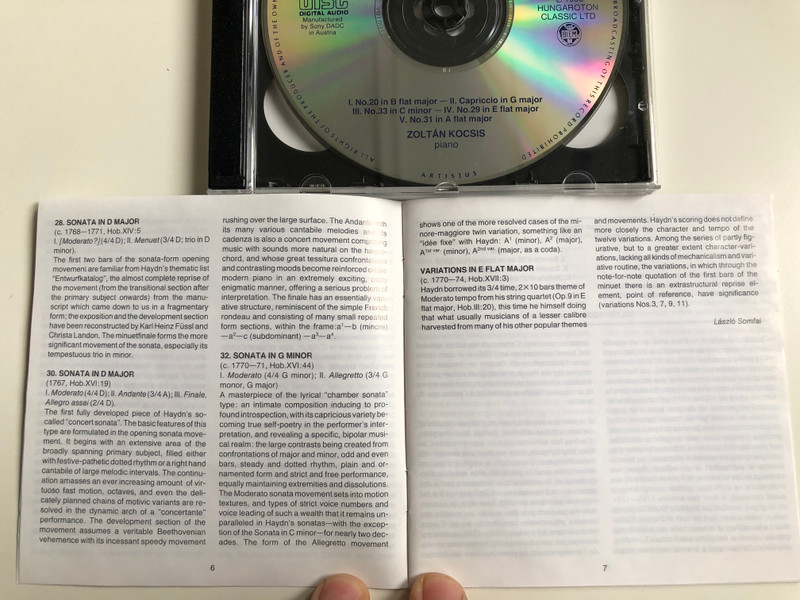 DIGITAL AUDIO
Manufactured
by Sony DADC
in Austria
HUNGAROTON
CLASSIC LTD
ALL RIGHTS OF THE PRODUCER AND OF THE OWN
BROADCASTING OF THIS RECORD PROHIBITED
I. No.20 in B flat major – II. Capriccio in G major
III. No.33 in C minor – IV. No.29 in E flat major
V. No.31 in A flat major
ZOLTÁN KOCSIS
piano
ARTISJUS
28. SONATA IN D MAJOR
(c. 1768—1771, Hob.XIV:5
I. [Moderato?] (4/4 D); II. Menuet (3/4 D; trio in D
minor).
The first two bars of the sonata-form opening
movement are familiar from Haydn's thematic list
"Entwurfkatalog", the almost complete reprise of
the movement (from the transitional section after
the primary subject onwards) from the manu-
script which came down to us in a fragmentary
form; the exposition and the development section
have been reconstructed by Karl Heinz Füssl and
Christa Landon. The minuetfinale forms the more
significant movement of the sonata, especially its
tempestuous trio in minor.
30. SONATA IN D MAJOR
(1767, Hob.XVI:19)
I. Moderato (4/4 D); II. Andante (3/4 A); III. Finale,
Allegro assai (2/4 D).
The first fully developed piece of Haydn's so-
called "concert sonata". The basic features of this
type are formulated in the opening sonata move-
ment. It begins with an extensive area of the
broadly spanning primary subject, filled either
with festive-pathetic dotted rhythm or a right hand
cantabile of large melodic intervals. The continu-
ation amasses an ever increasing amount of vir-
tuoso fast motion, octaves, and even the deli-
cately planned chains of motivic variants are re-
solved in the dynamic arch of a "concertante"
performance. The development section of the
movement assumes a veritable Beethovenian
vehemence with its incessant speedy movement
rushing over the large surface. The Andante with
its many various cantabile melodies and its
cadenza is also a concert movement comprising
music with sounds more natural on the harpsi-
chord, and whose great tessitura confrontations
and contrasting moods become reinforced on the
modern piano in an extremely exciting,
enigmatic manner, offering a serious problem of
interpretation. The finale has an essentially vari-
ative structure, reminiscent of the simple French
rondeau and consisting of many small repeated
form sections, within the frame:a¹—b (minore)
—a²—c (subdominant) —a³—a⁴.
32. SONATA IN G MINOR
(c. 1770—71, Hob.XVI:44)
I. Moderato (4/4 G minor); II. Allegretto (3/4 G
monor, G major)
A masterpiece of the lyrical "chamber sonata"
type: an intimate composition inducing to pro-
found introspection, with its capricious variety be-
coming true self-poetry in the performer's inter-
pretation, and revealing a specific, bipolar musi-
cal realm: the large contrasts being created from
confrontations of major and minor, odd and even
bars, steady and dotted rhythm, plain and or-
namented form and strict and free performance,
equally maintaining extremities and dissolutions.
The Moderato sonata movement sets into motion
textures, and types of strict voice numbers and
voice leading of such a wealth that it remains un-
paralleled in Haydn's sonatas—with the excep-
tion of the Sonata in C minor—for nearly two dec-
ades. The form of the Allegretto movement
6
shows one of the more resolved cases of the mi-
nore-maggiore twin variation, something like an
"idée fixe" with Haydn: A¹ (minor), A² (major),
A¹ᵛᵃʳ (minor), A²ⁿᵈ ᵛᵃʳ. (major, as a coda).
VARIATIONS IN E FLAT MAJOR
(c. 1770—74, Hob.XVII:3)
Haydn borrowed its 3/4 time, 2×10 bars theme of
Moderato tempo from his string quartet (Op.9 in E
flat major, Hob.III:20), this time he himself doing
that what usually musicians of a lesser calibre
harvested from many of his other popular themes
and movements. Haydn's scoring does not define
more closely the character and tempo of the
twelve variations. Among the series of partly fig-
urative, but to a greater extent character-vari-
ations, lacking all kinds of mechanicalism and vari-
ative routine, the variations, in which through the
note-for-note quotation of the first bars of the
minuet there is an extrastructural reprise el-
ement, point of reference, have significance
(variations Nos.3, 7, 9, 11).
László Somfai
7